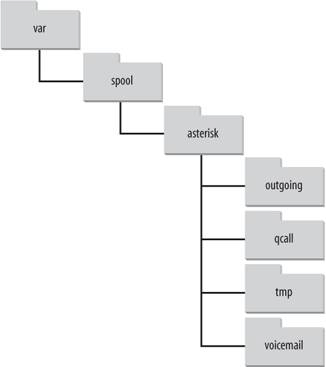 var
spool
asterisk
outgoing
qcall
tmp
voicemail